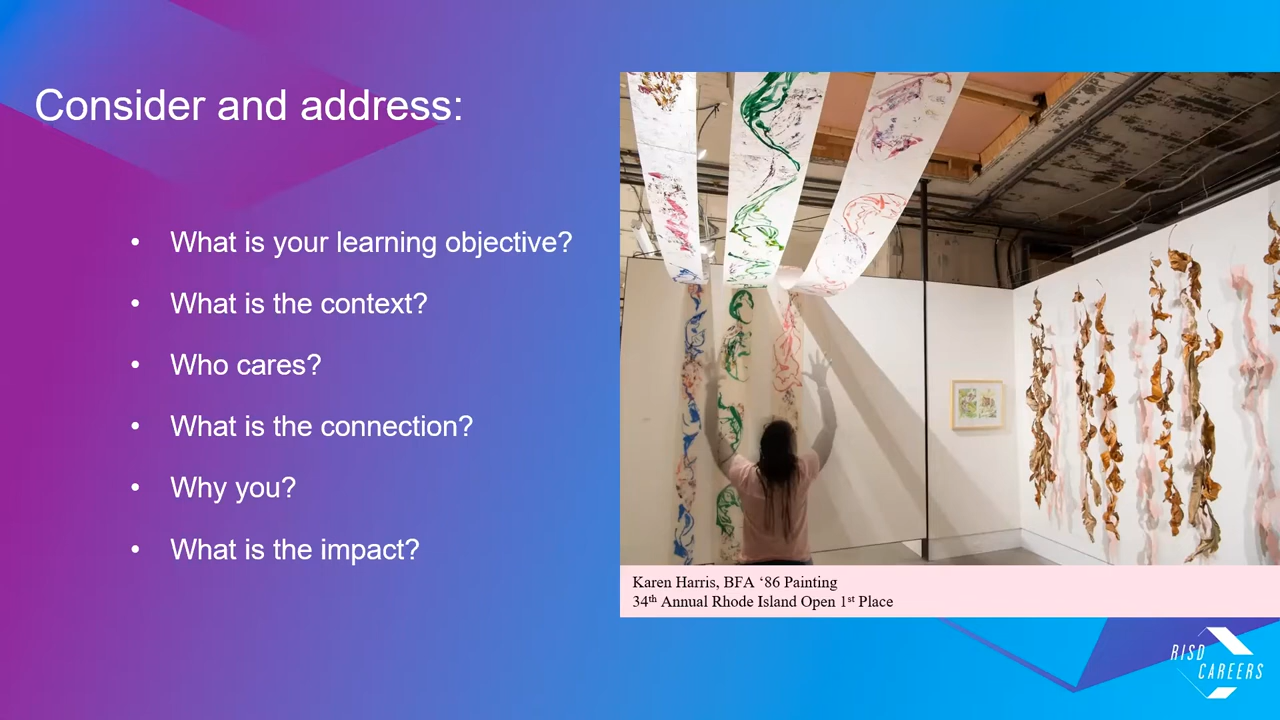 Consider and address:
• What is your learning objective?
• What is the context?
• Who cares?
• What is the connection?
• Why you?
• What is the impact?
Karen Harris, BFA ‘86 Painting
34th Annual Rhode Island Open 1st Place
RISD
CAREERS